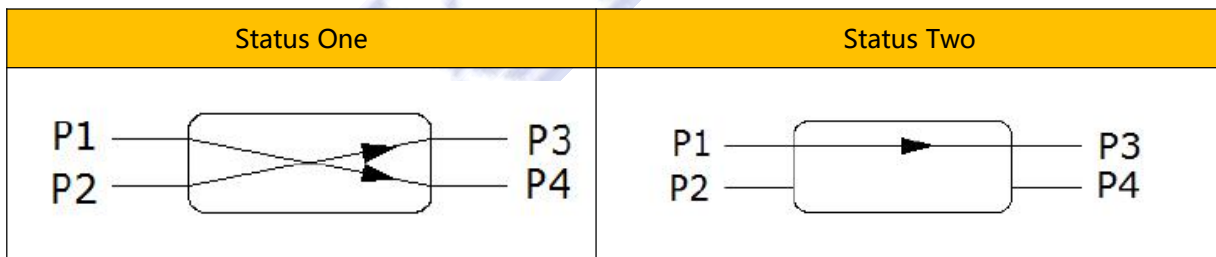 Status One
Status Two
P1
P3
P2
P4
P1
P3
P2
P4